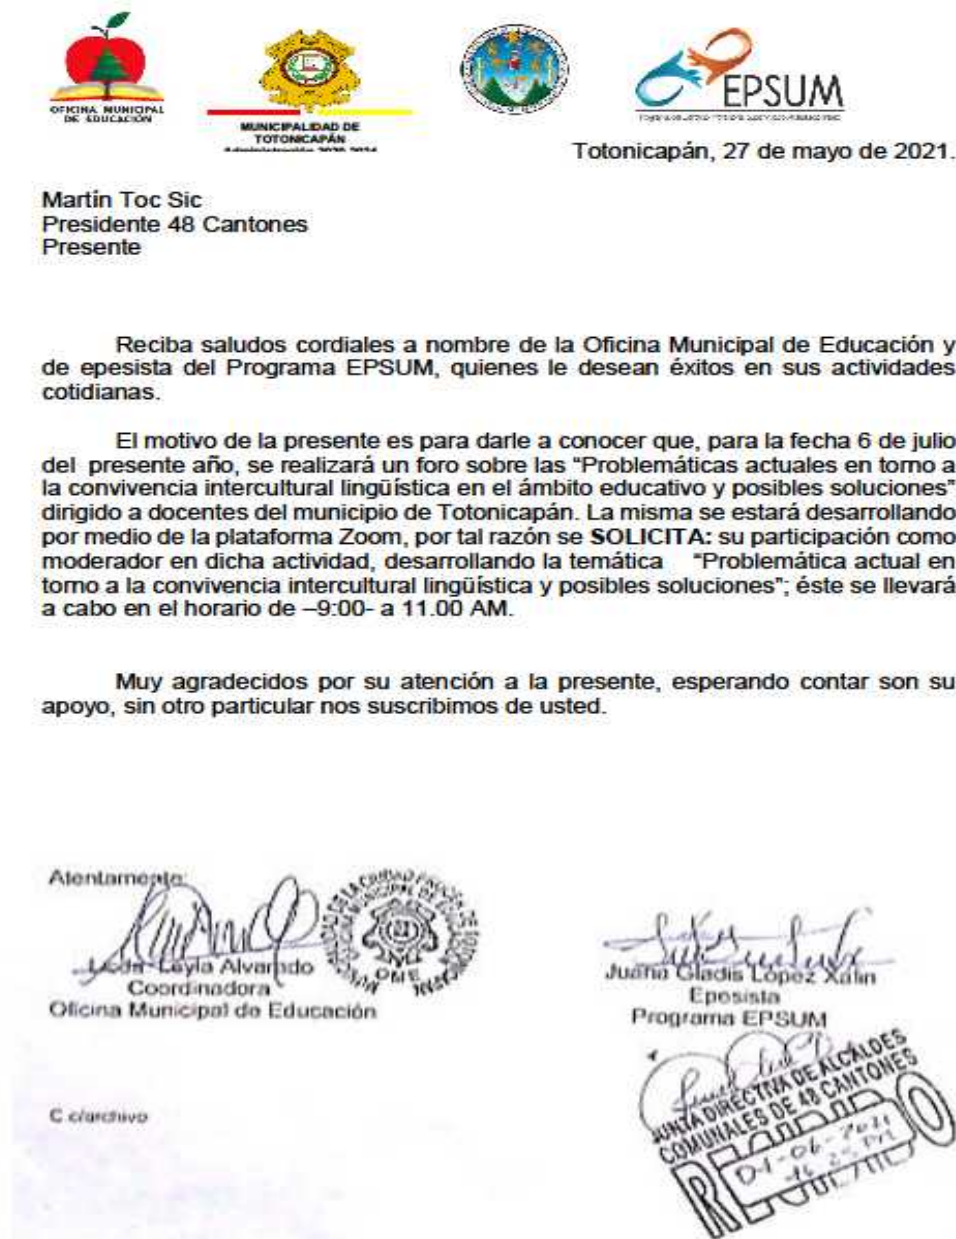 OFICINA MUNICIPAL
DE EDUCACIÓN
MUNICIPALIDAD DE
TOTONICAPÁN
Administración 2020-2024
EPSUM
Totonicapán, 27 de mayo de 2021.
Martín Toc Sic
Presidente 48 Cantones
Presente
Reciba saludos cordiales a nombre de la Oficina Municipal de Educación y
de epesista del Programa EPSUM, quienes le desean éxitos en sus actividades
cotidianas.
El motivo de la presente es para darle a conocer que, para la fecha 6 de julio
del presente año, se realizará un foro sobre las “Problemáticas actuales en torno a
la convivencia intercultural lingüística en el ámbito educativo y posibles soluciones”
dirigido a docentes del municipio de Totonicapán. La misma se estará desarrollando
por medio de la plataforma Zoom, por tal razón se SOLICITA: su participación como
moderador en dicha actividad, desarrollando la temática “Problemática actual en
torno a la convivencia intercultural lingüística y posibles soluciones”; éste se llevará
a cabo en el horario de –9:00- a 11.00 AM.
Muy agradecidos por su atención a la presente, esperando contar son su
apoyo, sin otro particular nos suscribimos de usted.
Atentamente:
Licda. Leyla Alvarado
Coordinadora
Oficina Municipal de Educación
OME
Juana Gladis López Xalin
Epesista
Programa EPSUM
JUNTA DIRECTIVA DE ALCALDES
COMUNALES DE 48 CANTONES
RECIBIDO
01-06-2021
C c/archivo